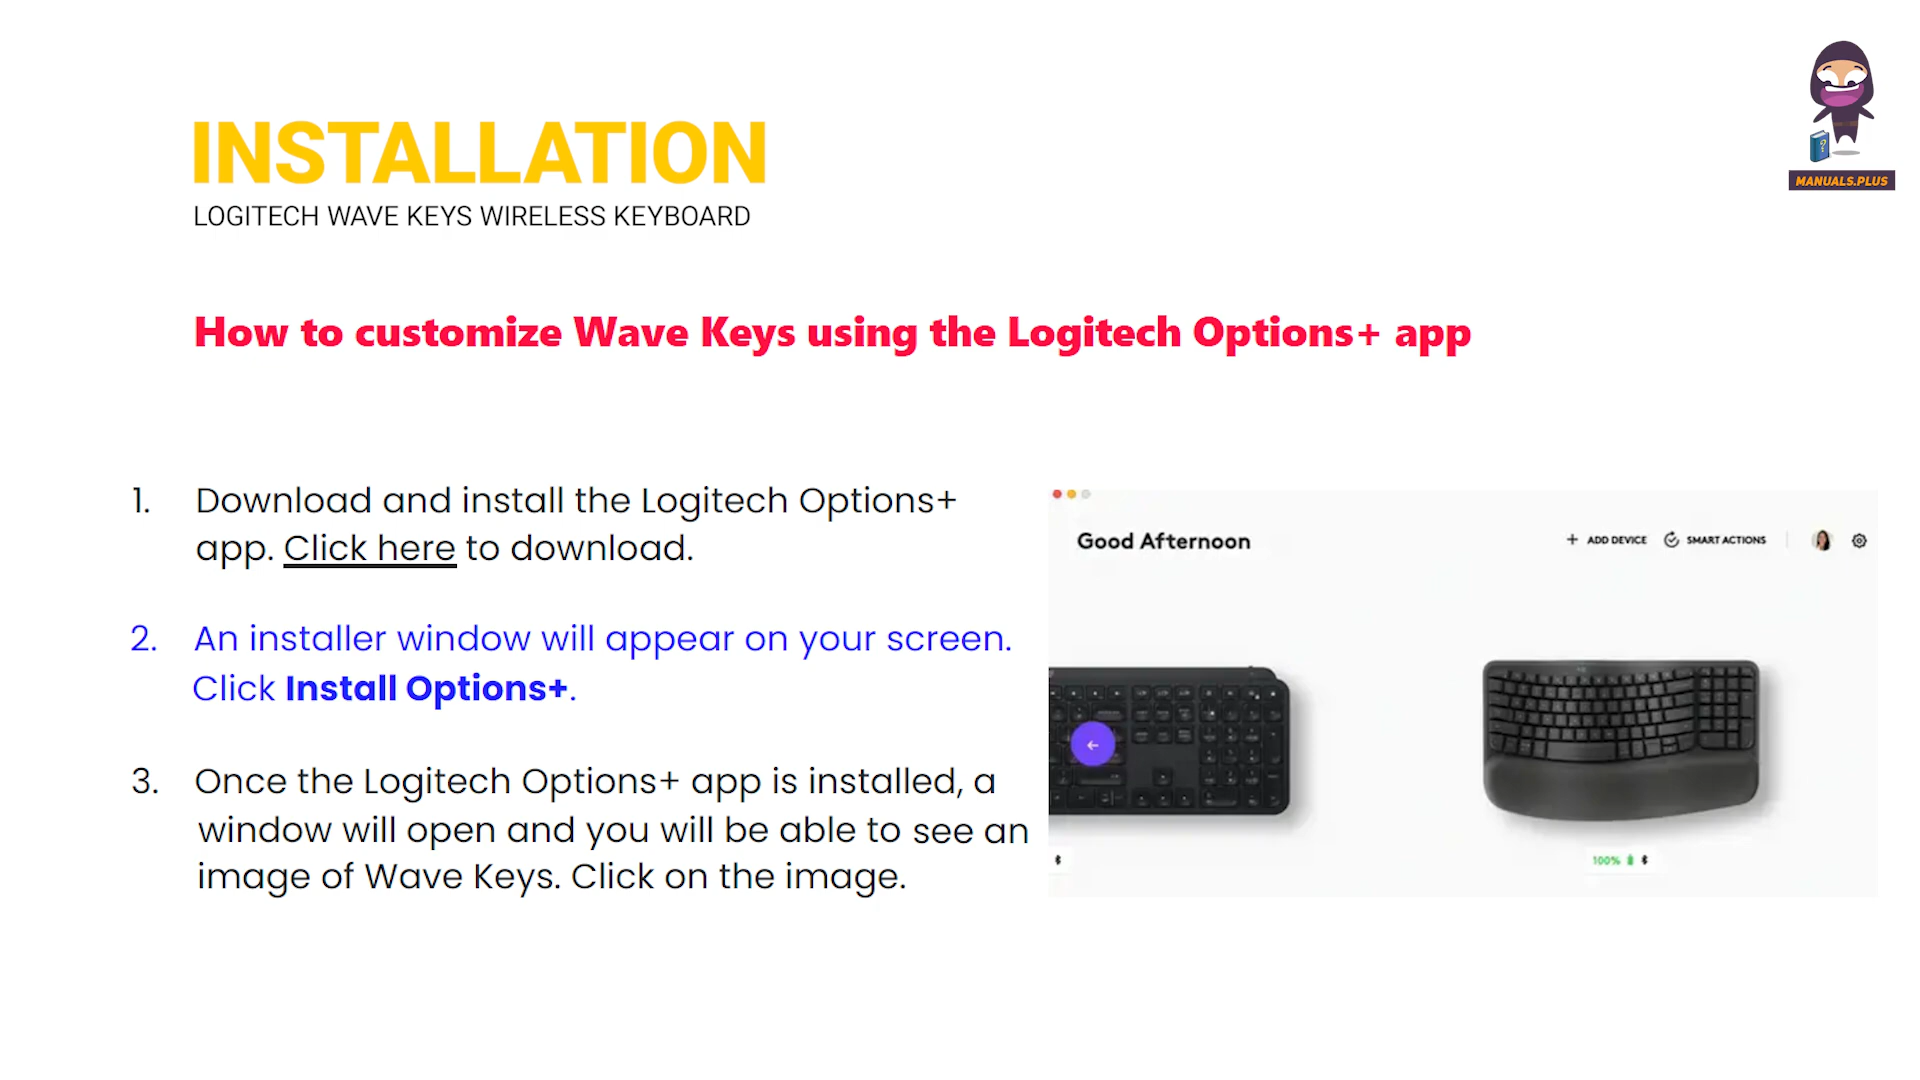 MANUALS.PLUS
INSTALLATION
LOGITECH WAVE KEYS WIRELESS KEYBOARD
How to customize Wave Keys using the Logitech Options+ app
1. Download and install the Logitech Options+
app. Click here to download.
2. An installer window will appear on your screen.
Click Install Options+.
3. Once the Logitech Options+ app is installed, a
window will open and you will be able to see an
image of Wave Keys. Click on the image.
Good Afternoon
+ ADD DEVICE
SMART ACTIONS
100%